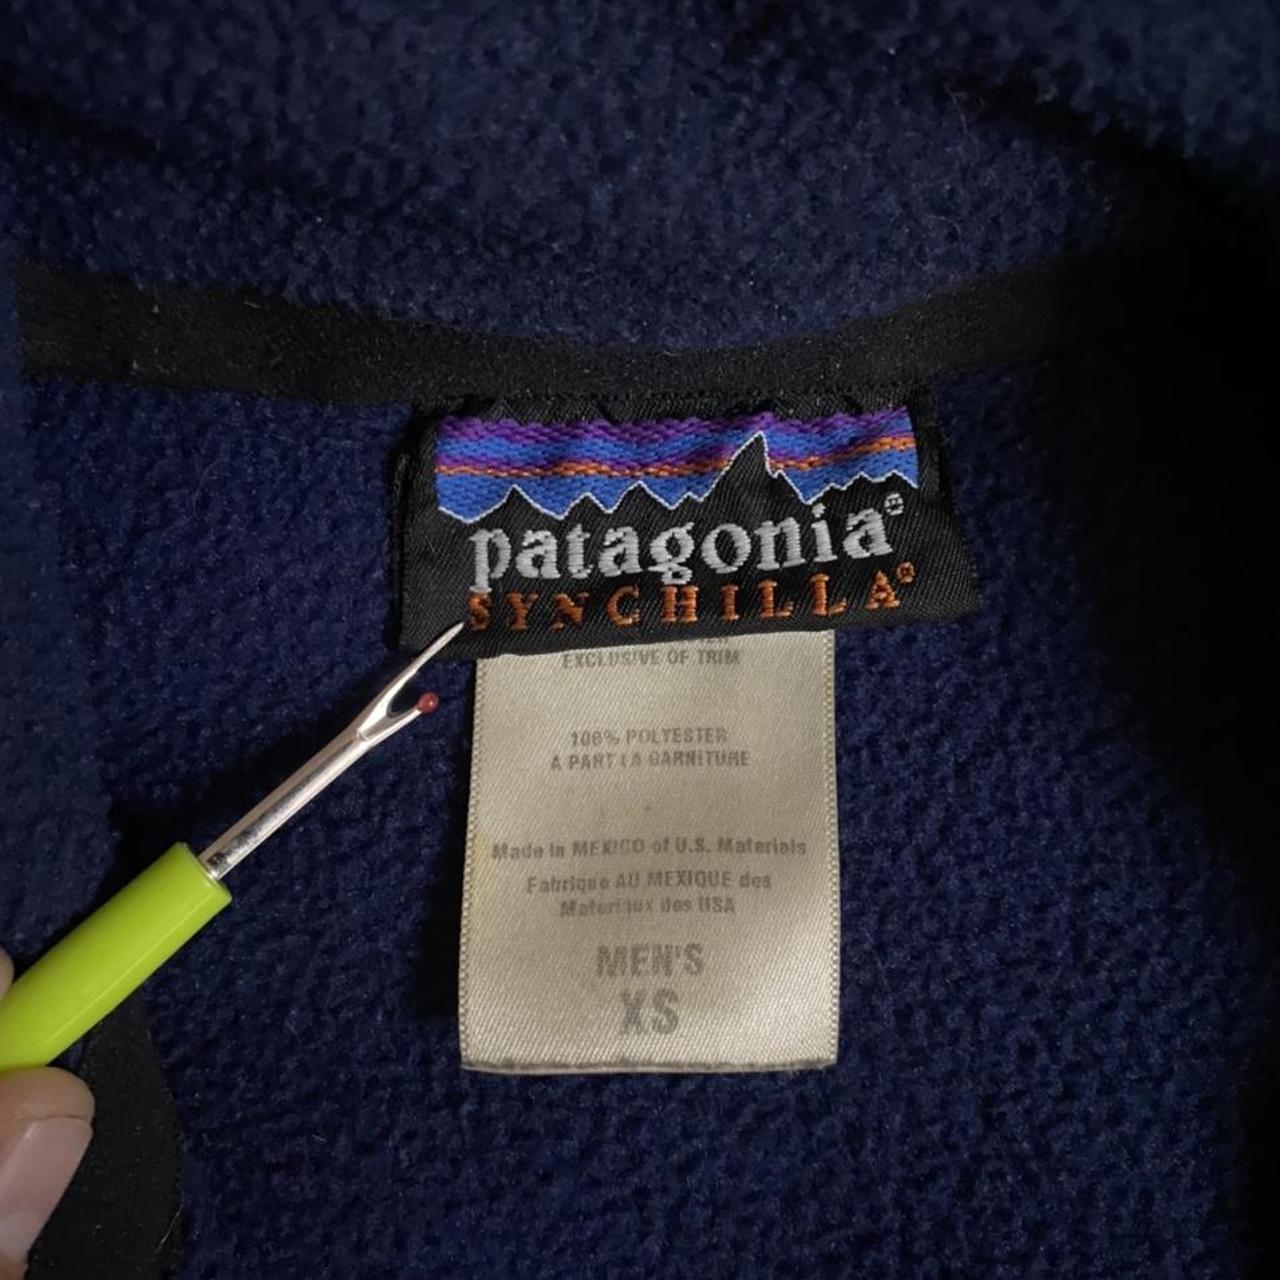 patagonia®
SYNCHILLA®
EXCLUSIVE OF TRIM
100% POLYESTER
A PART LA GARNITURE
Made in MEXICO of U.S. Materials
Fabrique AU MEXIQUE des
Materiaux des USA
MEN'S
XS